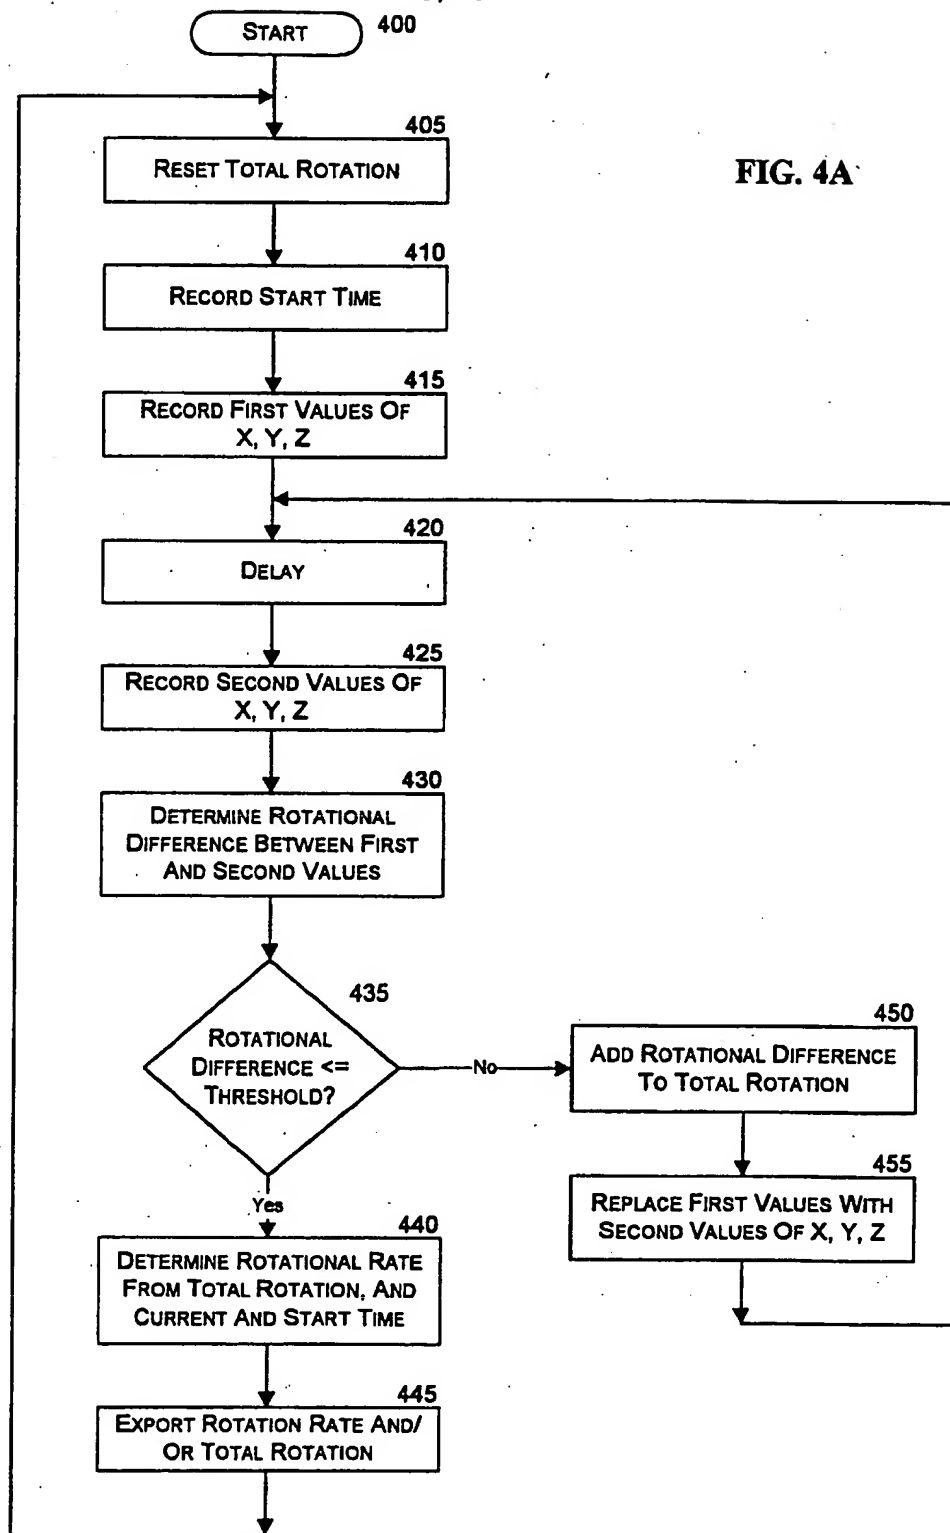 START
400
405
RESET TOTAL ROTATION
FIG. 4A
410
RECORD START TIME
415
RECORD FIRST VALUES OF
X, Y, Z
420
DELAY
425
RECORD SECOND VALUES OF
X, Y, Z
430
DETERMINE ROTATIONAL
DIFFERENCE BETWEEN FIRST
AND SECOND VALUES
435
ROTATIONAL
DIFFERENCE <=
THRESHOLD?
No
450
ADD ROTATIONAL DIFFERENCE
TO TOTAL ROTATION
455
REPLACE FIRST VALUES WITH
SECOND VALUES OF X, Y, Z
Yes
440
DETERMINE ROTATIONAL RATE
FROM TOTAL ROTATION, AND
CURRENT AND START TIME
445
EXPORT ROTATION RATE AND/
OR TOTAL ROTATION